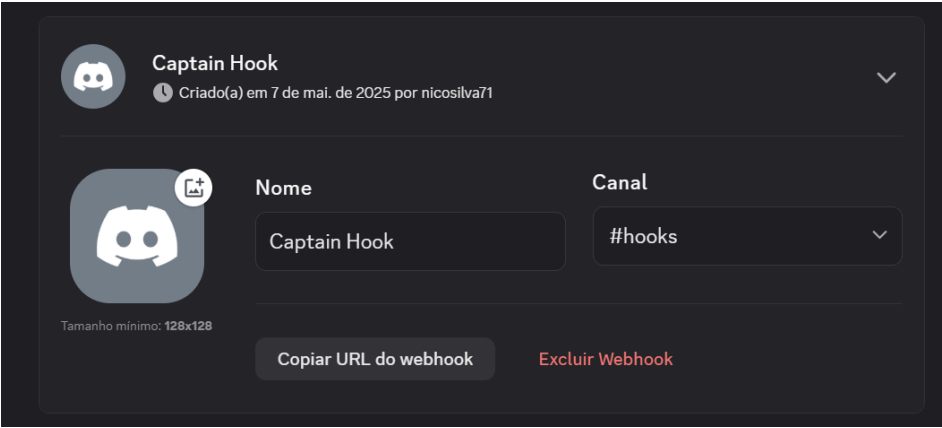 Captain Hook
Criado(a) em 7 de mai. de 2025 por nicosilva71
Nome
Canal
Captain Hook
#hooks
Tamanho mínimo: 128x128
Copiar URL do webhook
Excluir Webhook